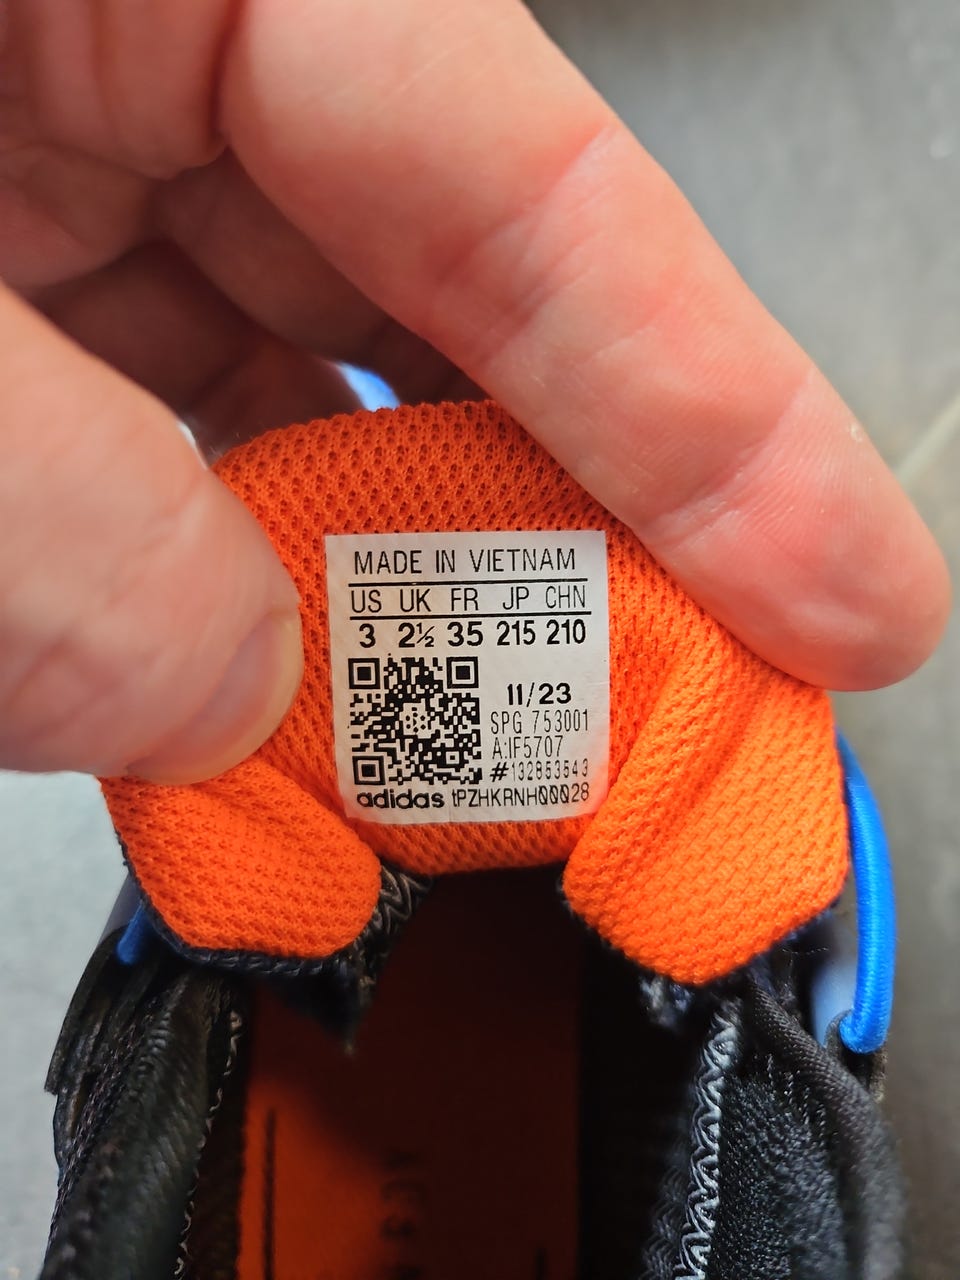 MADE IN VIETNAM
US UK FR JP CHN
3 2½ 35 215 210
11/23
SPG 753001
A:IF5707
#132853543
adidas tPZHKRNH00028